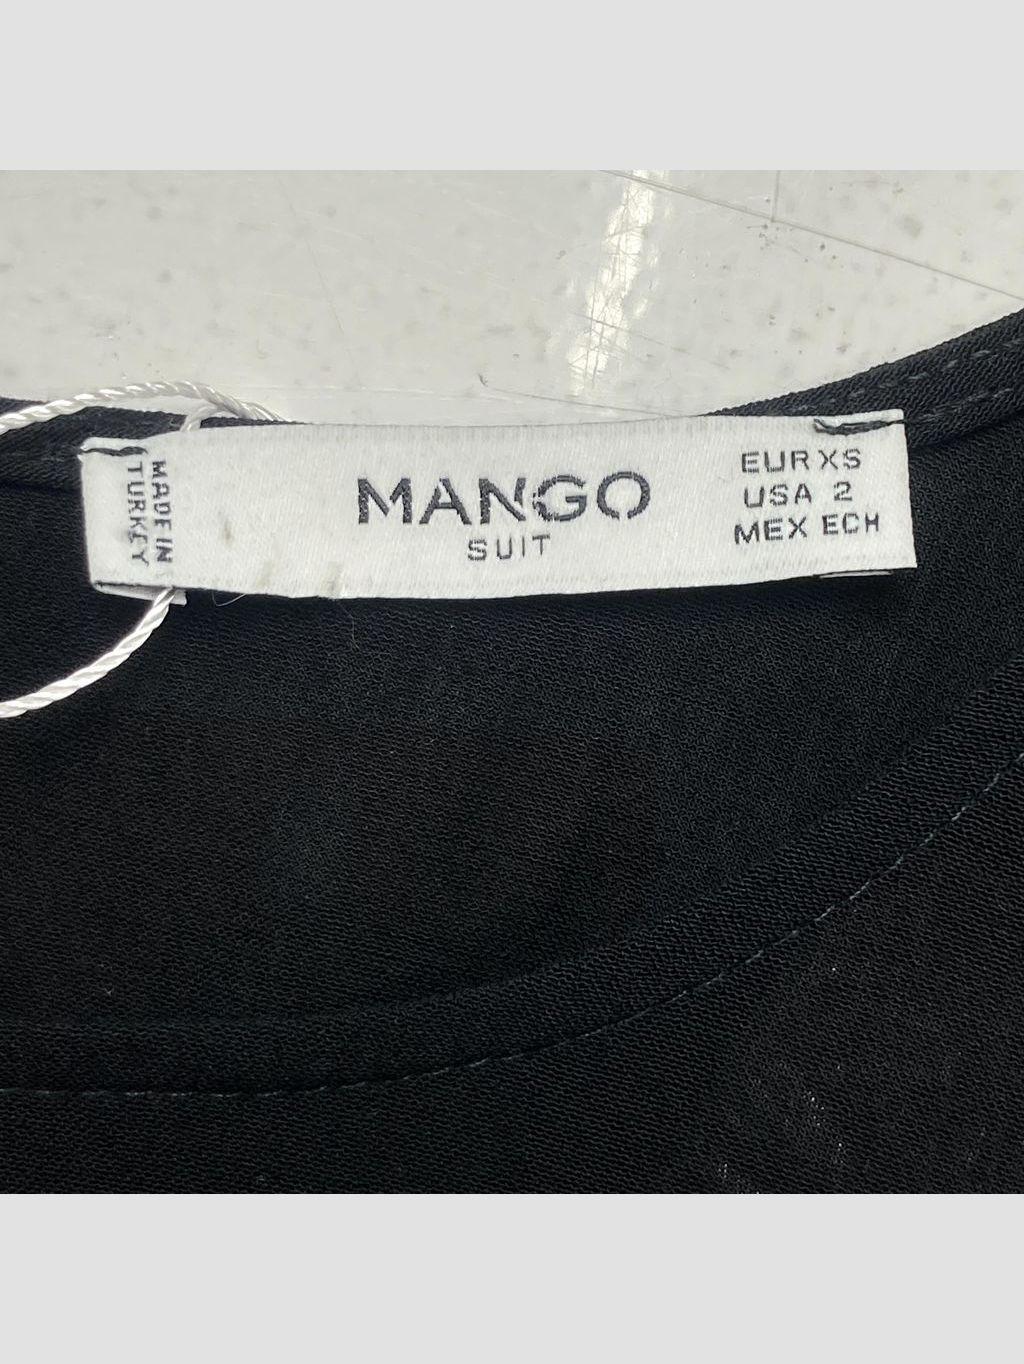 MADE IN
TURKEY
MANGO
SUIT
EUR XS
USA 2
MEX ECH